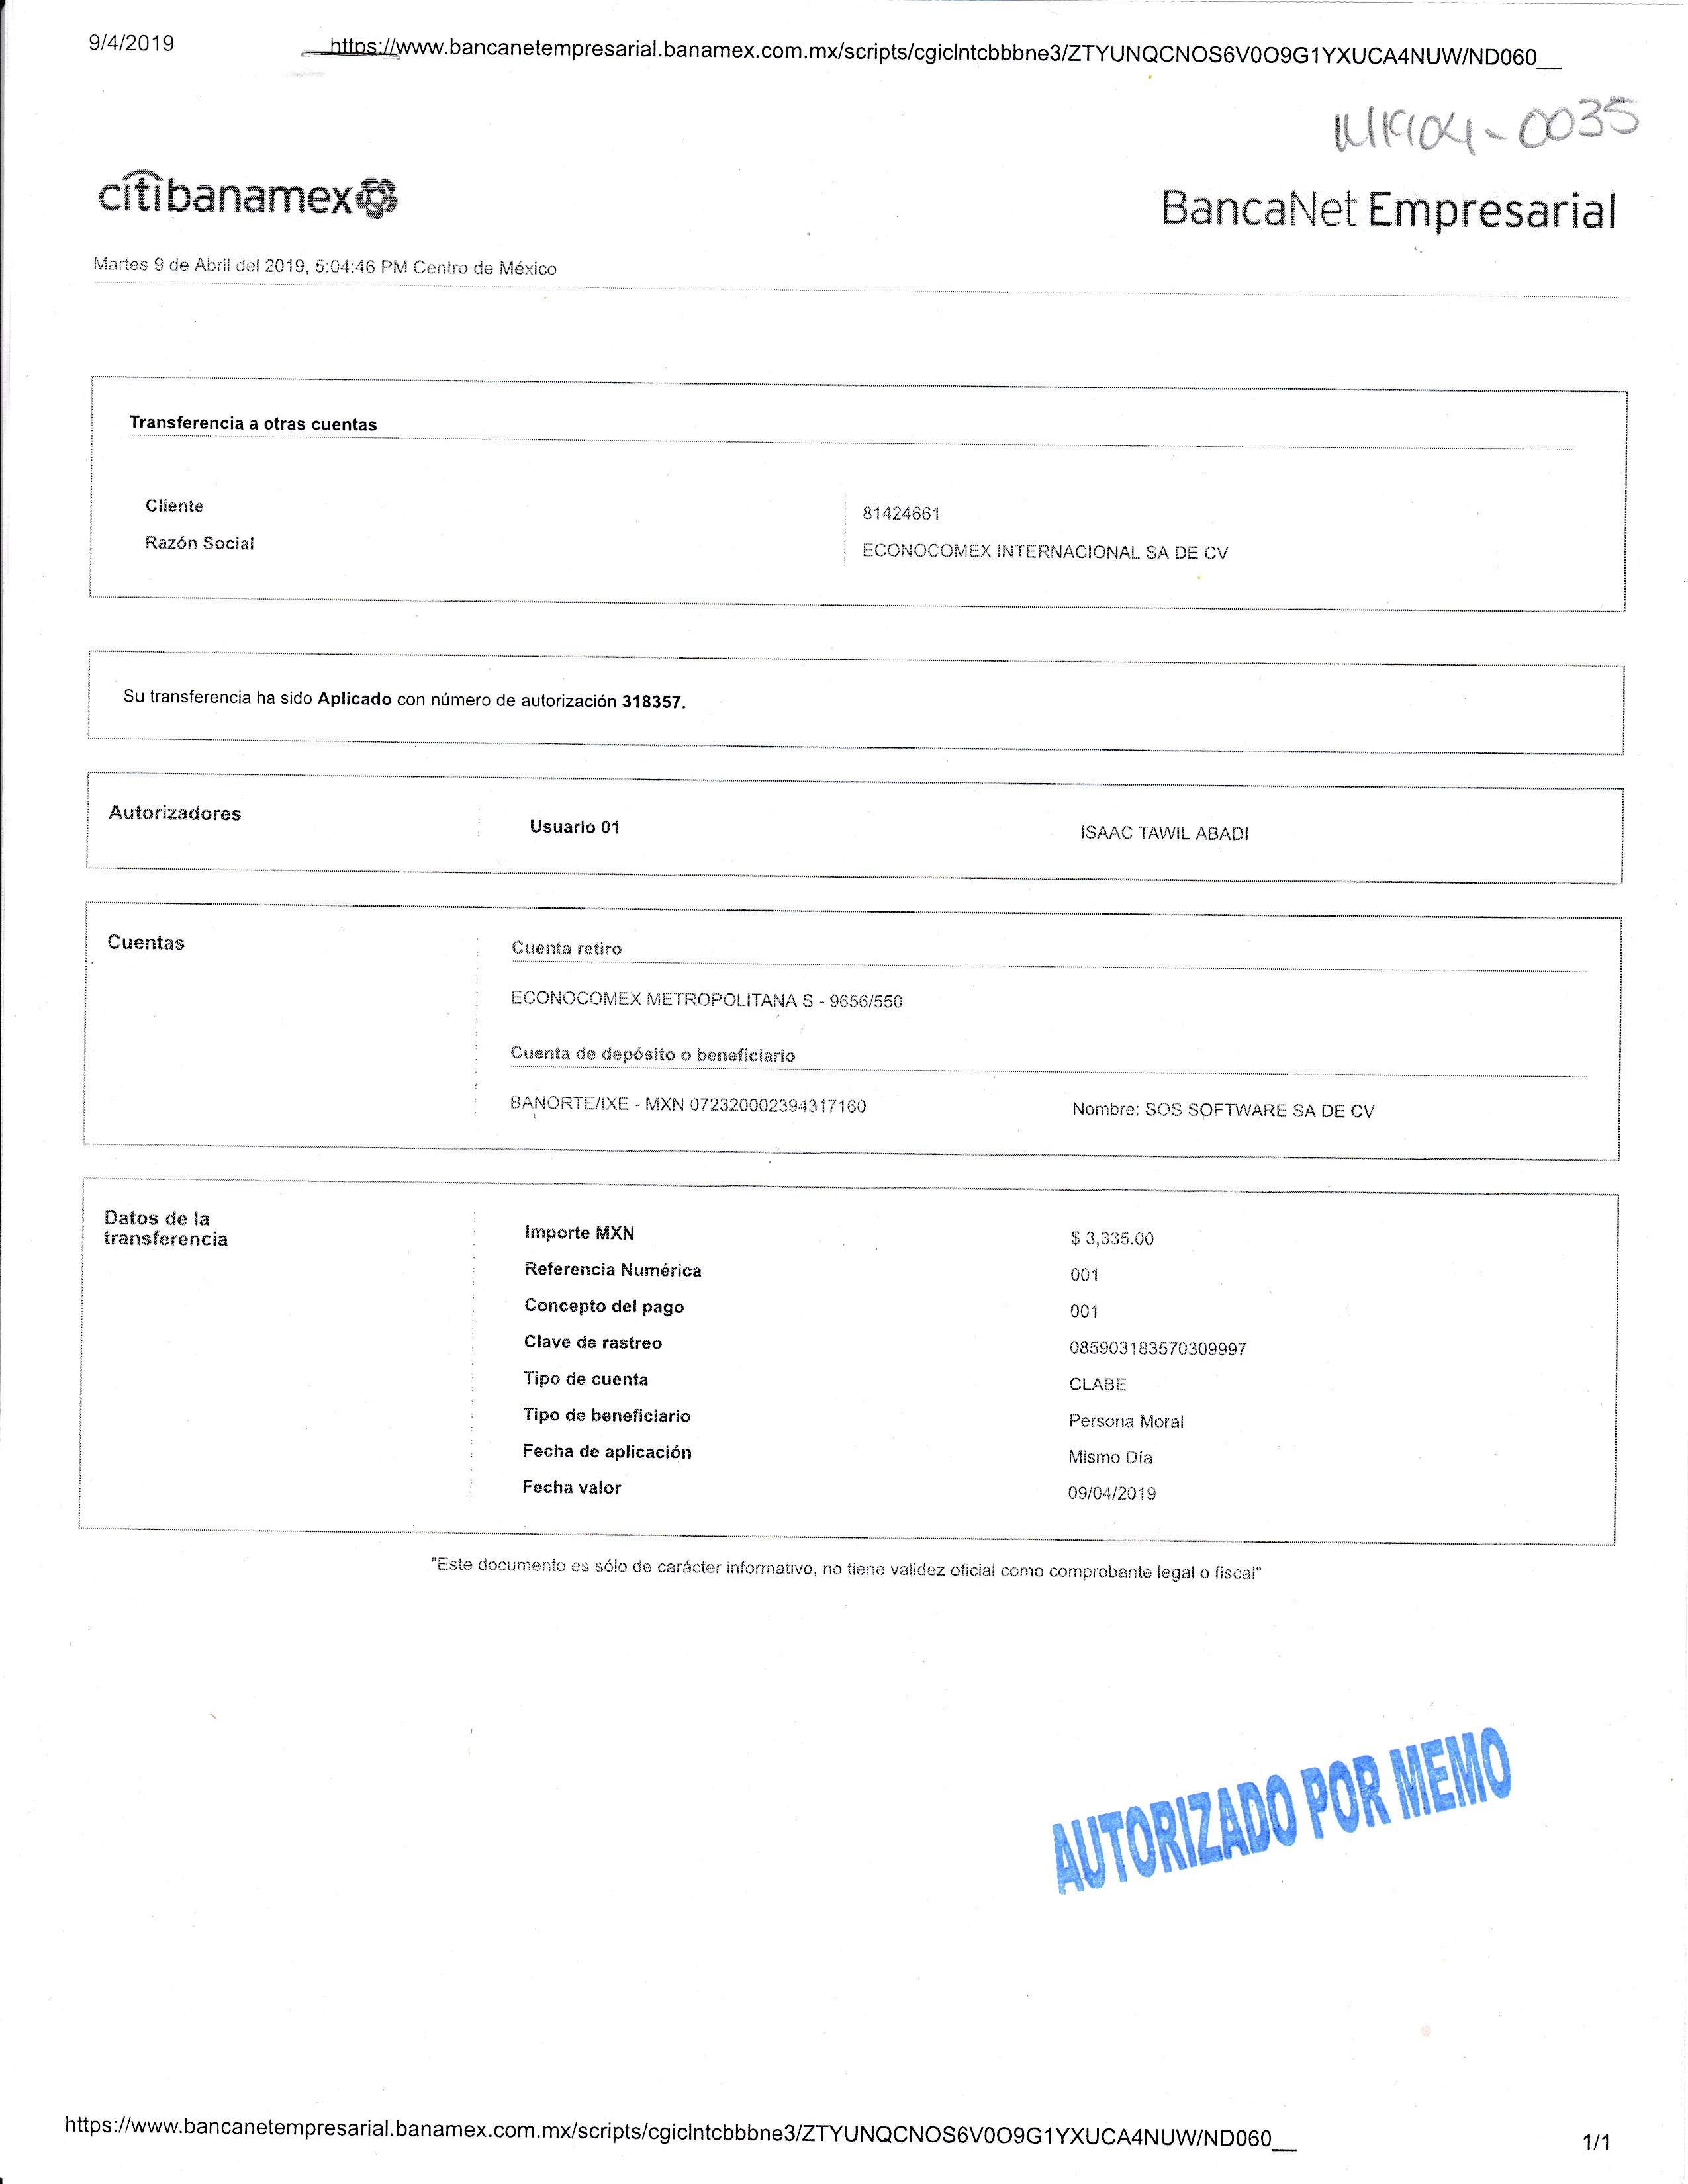 9/4/2019 https://www.bancanetempresarial.banamex.com.mx/scripts/cgiclntcbbbne3/ZTYUNQCNOS6V0O9G1YXUCA4NUW/ND060__
-0035
citibanamex
BancaNet Empresarial
Martes 9 de Abril del 2019, 5:04:46 PM Centro de México
Transferencia a otras cuentas
Cliente 81424661
Razón Social ECONOCOMEX INTERNACIONAL SA DE CV
Su transferencia ha sido Aplicado con número de autorización 318357.
Autorizadores Usuario 01 ISAAC TAWIL ABADI
Cuentas Cuenta retiro
ECONOCOMEX METROPOLITANA S - 9656/550
Cuenta de depósito o beneficiario
BANORTE/IXE - MXN 072320002394317160 Nombre: SOS SOFTWARE SA DE CV
Datos de la
transferencia
Importe MXN $ 3,335.00
Referencia Numérica 001
Concepto del pago 001
Clave de rastreo 085903183570309997
Tipo de cuenta CLABE
Tipo de beneficiario Persona Moral
Fecha de aplicación Mismo Día
Fecha valor 09/04/2019
"Este documento es sólo de carácter informativo, no tiene validez oficial como comprobante legal o fiscal"
AUTORIZADO POR MEMO
https://www.bancanetempresarial.banamex.com.mx/scripts/cgiclntcbbbne3/ZTYUNQCNOS6V0O9G1YXUCA4NUW/ND060__ 1/1